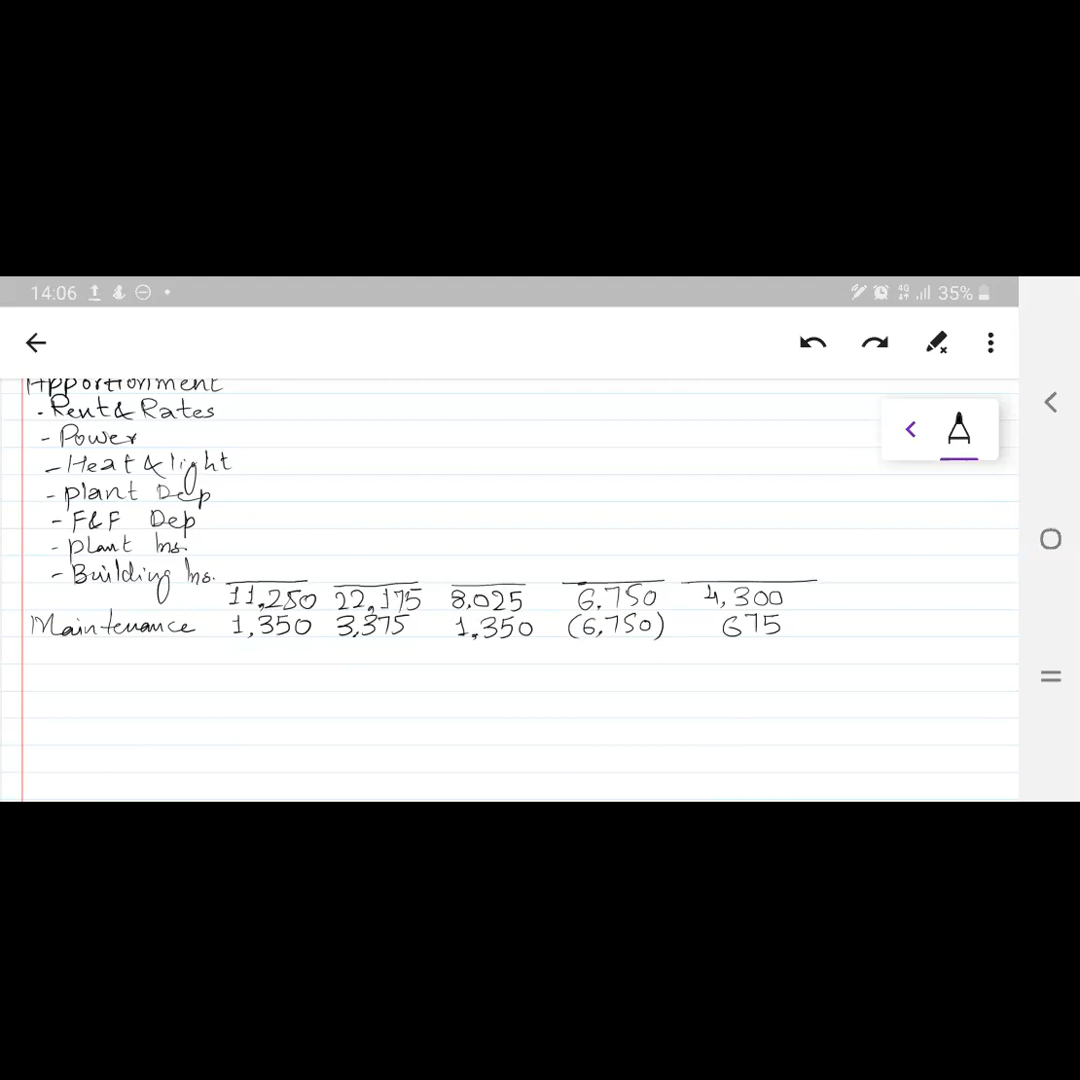 14:06 4G 35%
Apportionment
- Rent & Rates
- Power
- Heat & light
- plant Dep
- F&F Dep
- plant Ins.
- Building Ins.
11,250 22,175 8,025 6,750 4,300
Maintenance 1,350 3,375 1,350 (6,750) 675